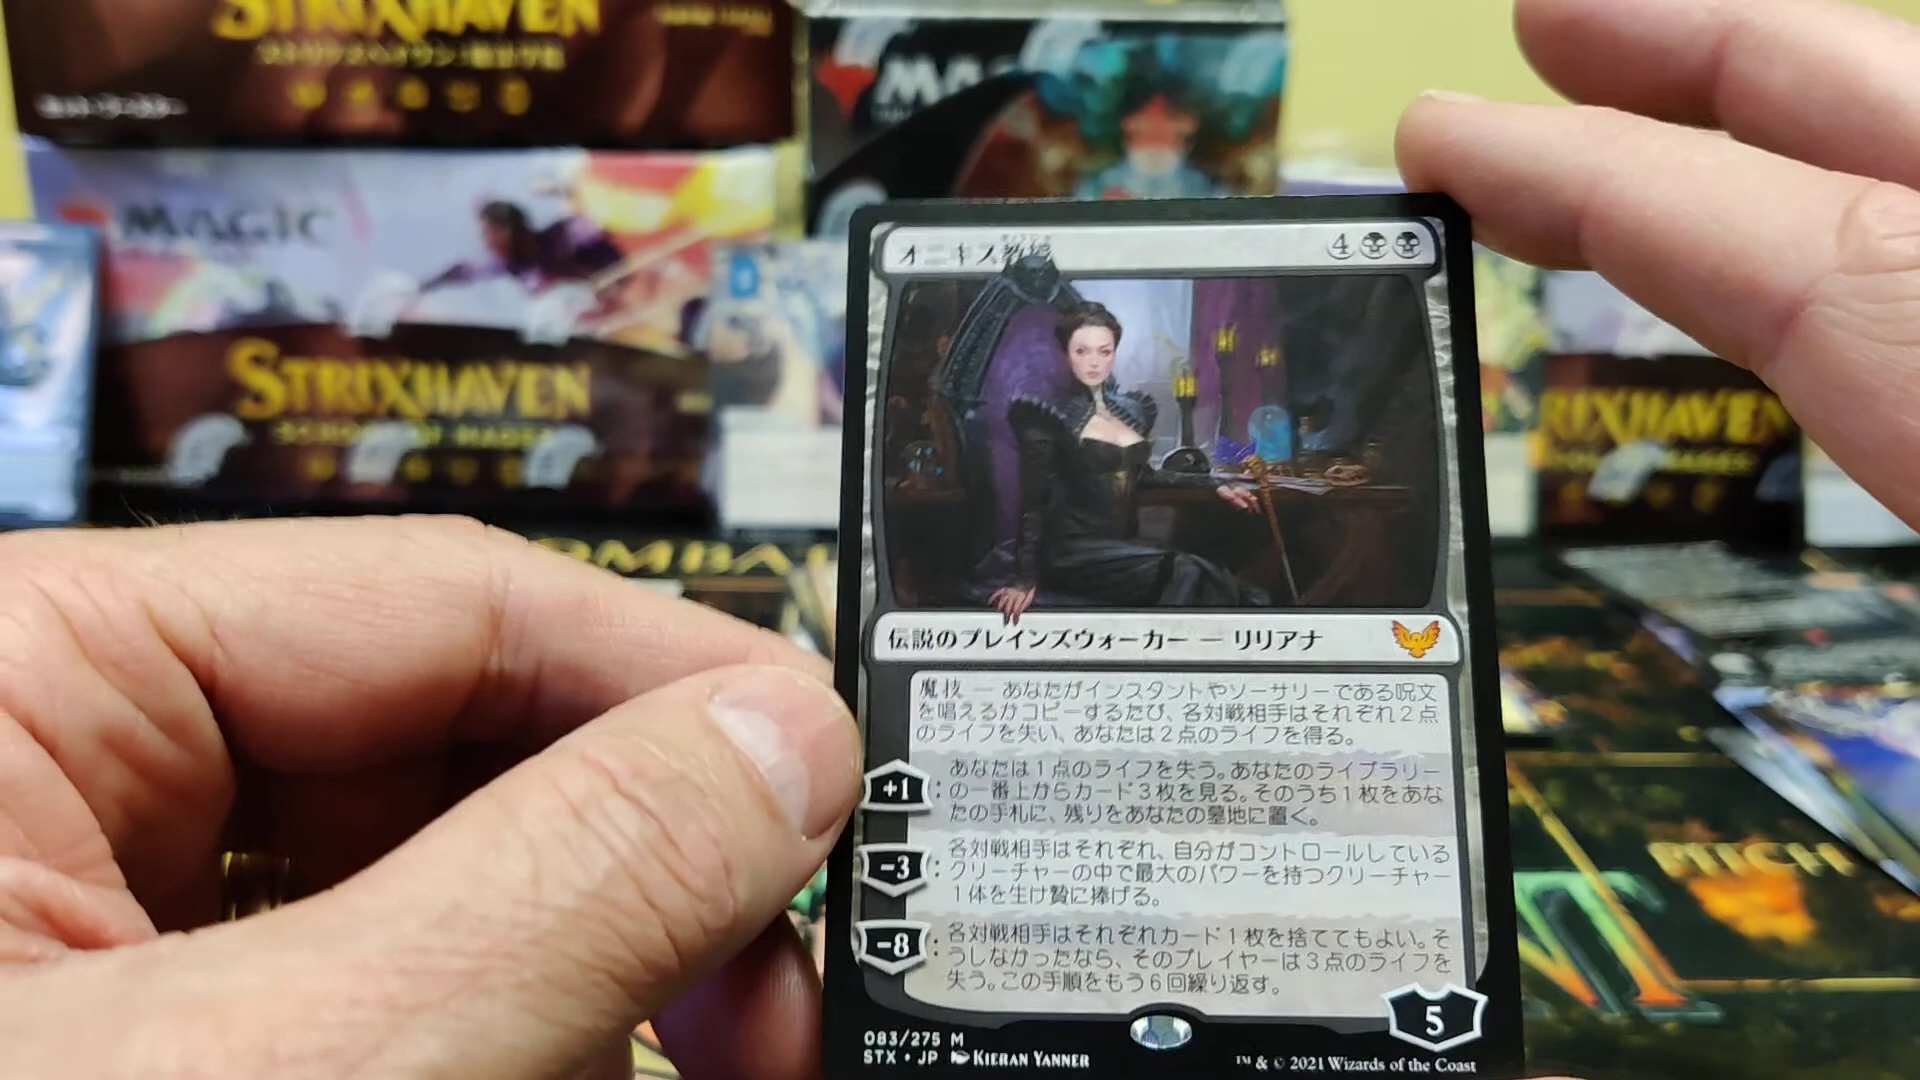 STRIXHAVEN
MAGIC
STRIXHAVEN
SCHOOL OF MAGES
RIXHAVEN
オニキス教授
4
伝説のプレインズウォーカー — リリアナ
魔技 — あなたがインスタントやソーサリーである呪文
を唱えるかコピーするたび、各対戦相手はそれぞれ2点
のライフを失い、あなたは2点のライフを得る。
+1 : あなたは1点のライフを失う。あなたのライブラリー
の一番上からカード3枚を見る。そのうち1枚をあな
たの手札に、残りをあなたの墓地に置く。
-3 : 各対戦相手はそれぞれ、自分がコントロールしている
クリーチャーの中で最大のパワーを持つクリーチャー
1体を生け贄に捧げる。
-8 : 各対戦相手はそれぞれカード1枚を捨ててもよい。そ
うしなかったなら、そのプレイヤーは3点のライフを
失う。この手順をもう6回繰り返す。
5
083/275 M
STX • JP KIERAN YANNER
™ & © 2021 Wizards of the Coast